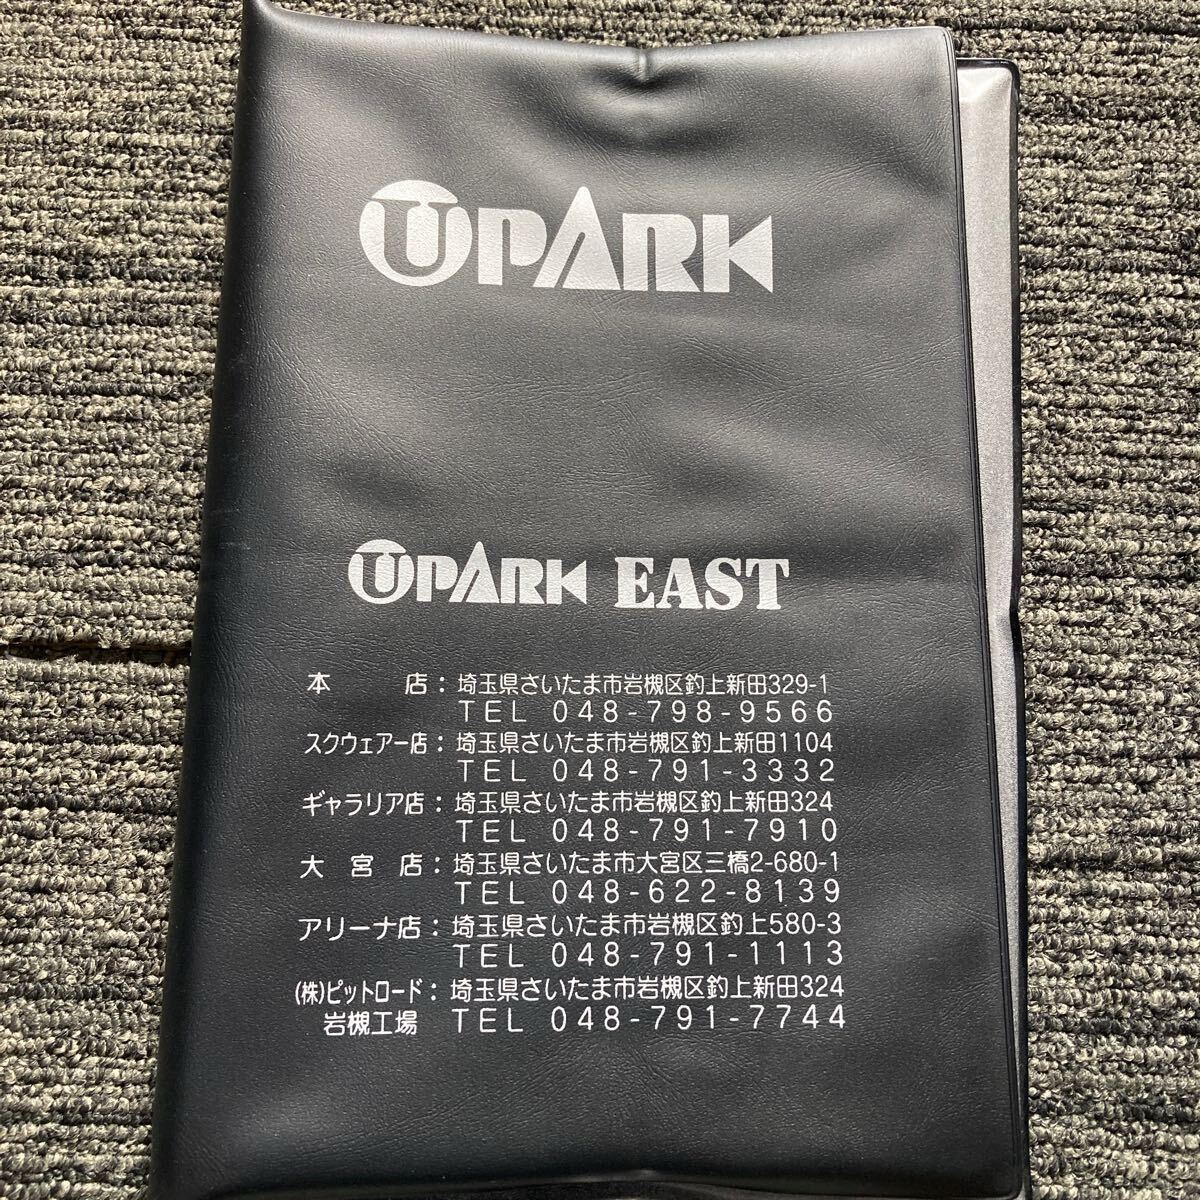 UPARK
UPARK EAST
本店：埼玉県さいたま市岩槻区釣上新田329-1
TEL 048-798-9566
スクウェアー店：埼玉県さいたま市岩槻区釣上新田1104
TEL 048-791-3332
ギャラリア店：埼玉県さいたま市岩槻区釣上新田324
TEL 048-791-7910
大宮店：埼玉県さいたま市大宮区三橋2-680-1
TEL 048-622-8139
アリーナ店：埼玉県さいたま市岩槻区釣上580-3
TEL 048-791-1113
(株)ピットロード：埼玉県さいたま市岩槻区釣上新田324
岩槻工場 TEL 048-791-7744